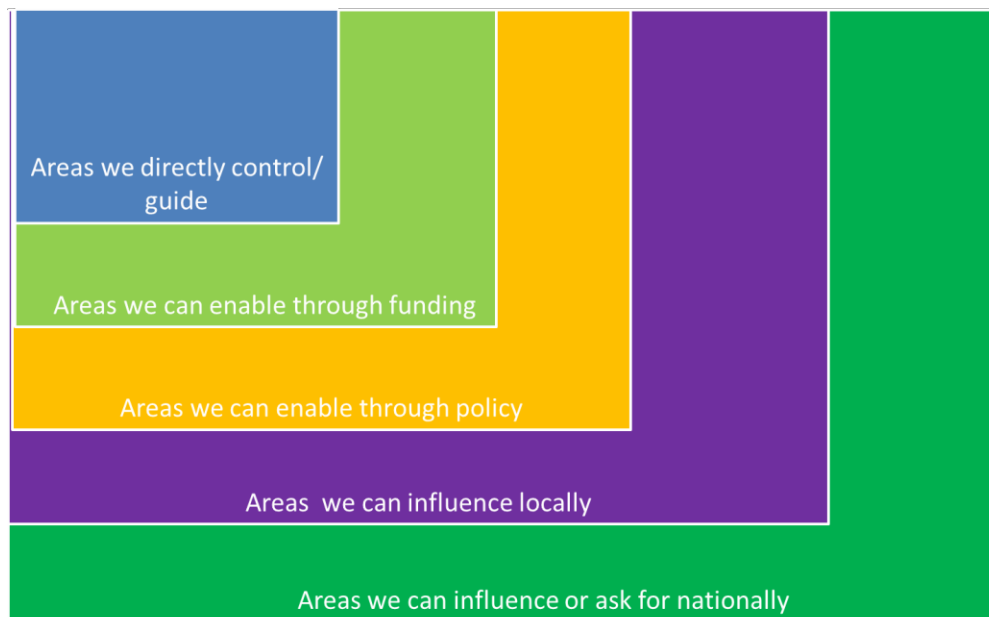 Areas we directly control/
guide
Areas we can enable through funding
Areas we can enable through policy
Areas we can influence locally
Areas we can influence or ask for nationally